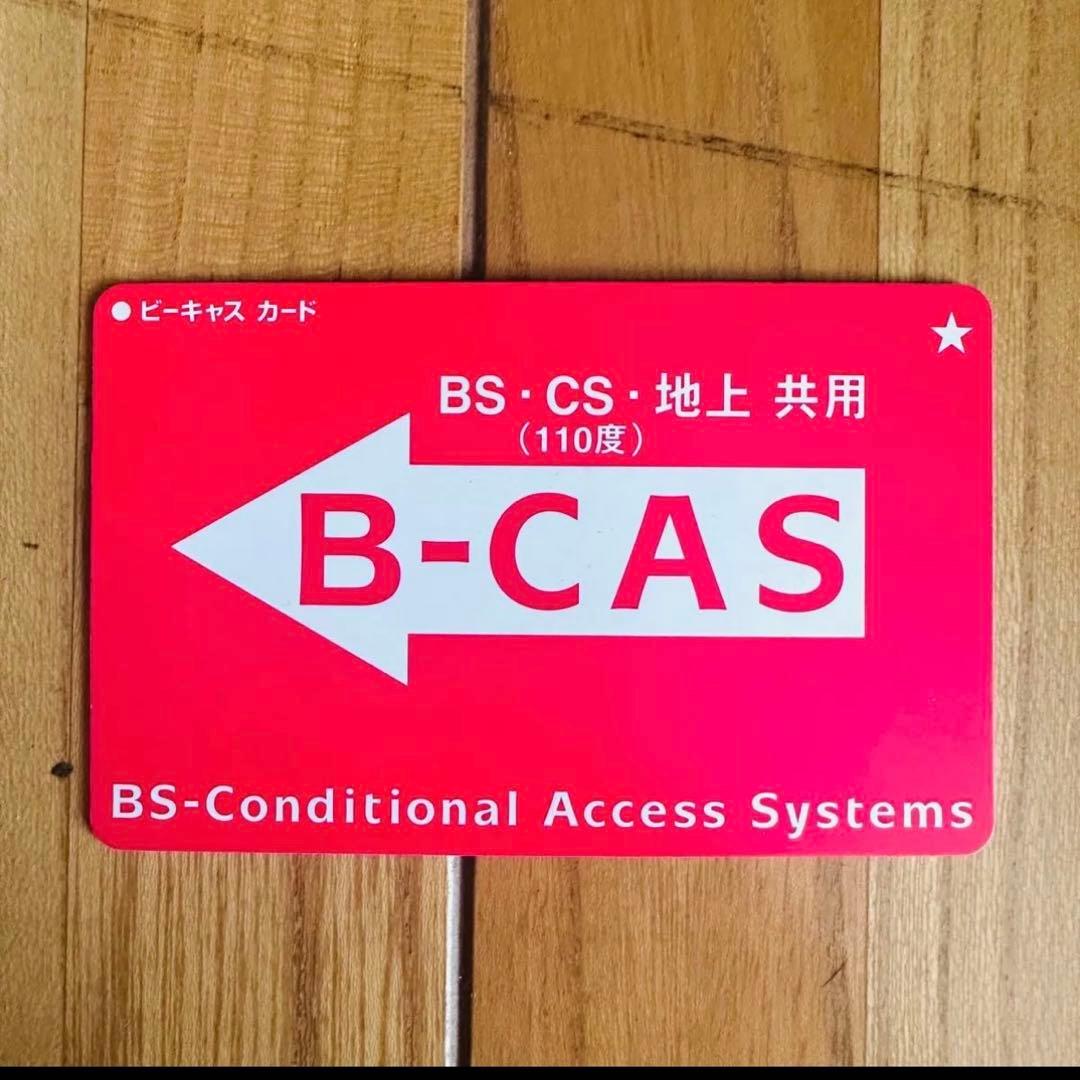 ● ビーキャス カード
★
BS・CS・地上 共用
（110度）
B-CAS
BS-Conditional Access Systems